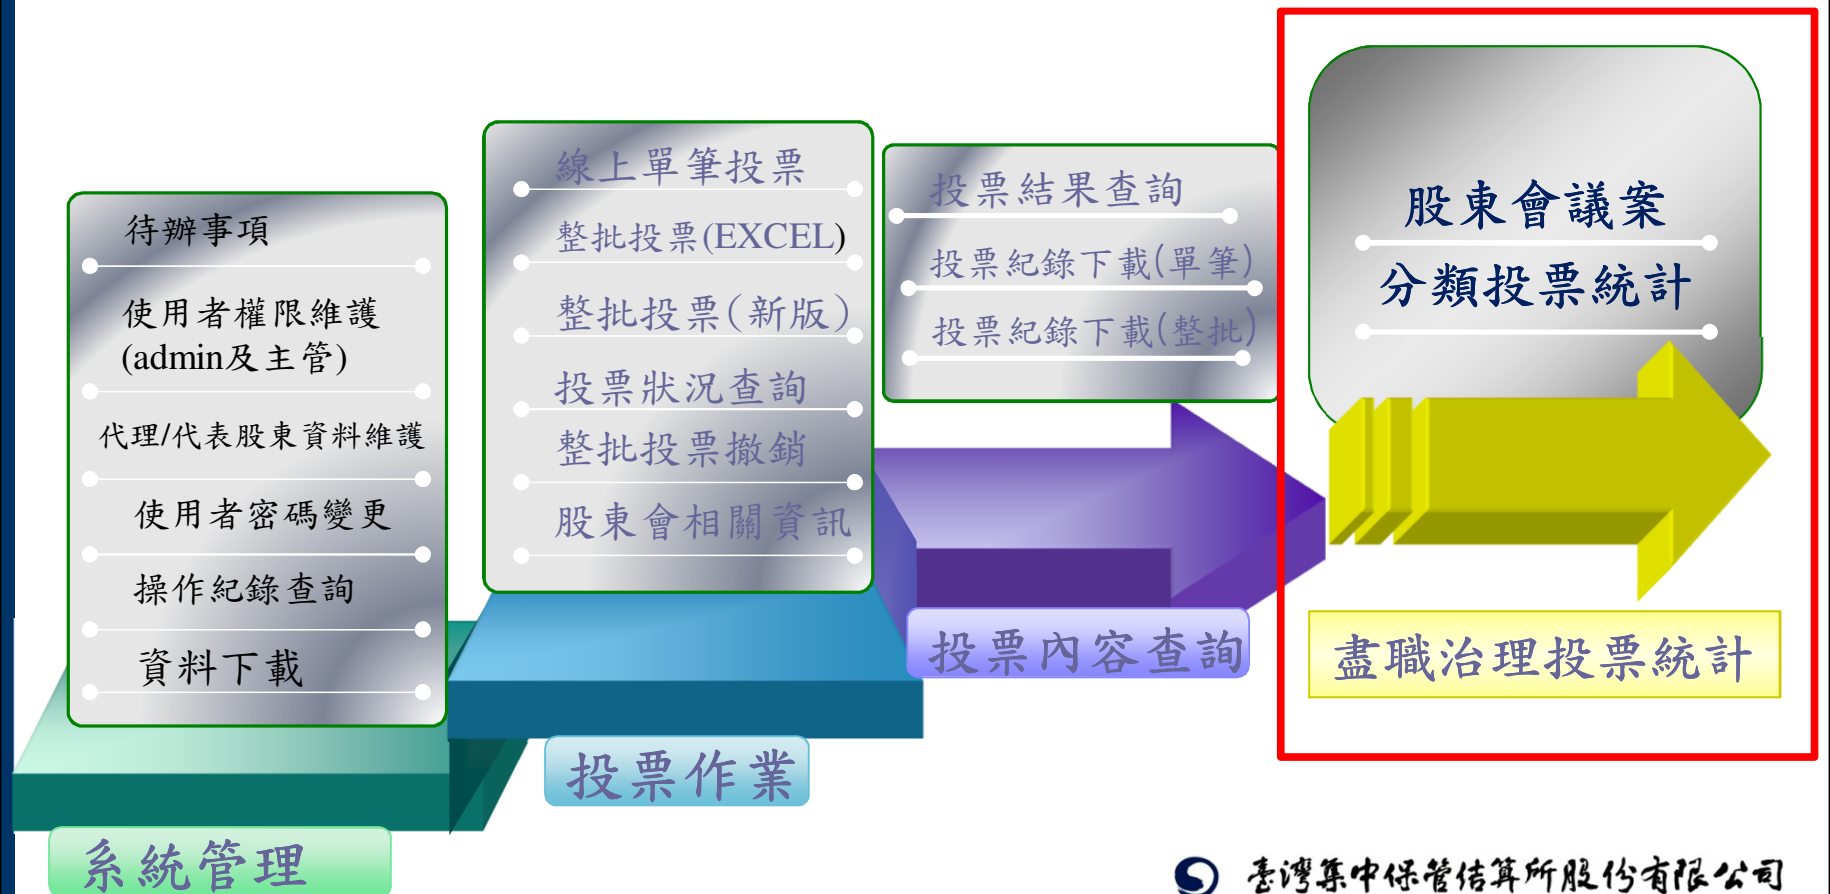 待辦事項
使用者權限維護
(admin及主管)
代理/代表股東資料維護
使用者密碼變更
操作紀錄查詢
資料下載
系統管理
線上單筆投票
整批投票(EXCEL)
整批投票(新版)
投票狀況查詢
整批投票撤銷
股東會相關資訊
投票作業
投票結果查詢
投票紀錄下載(單筆)
投票紀錄下載(整批)
投票內容查詢
股東會議案
分類投票統計
盡職治理投票統計
臺灣集中保管結算所股份有限公司